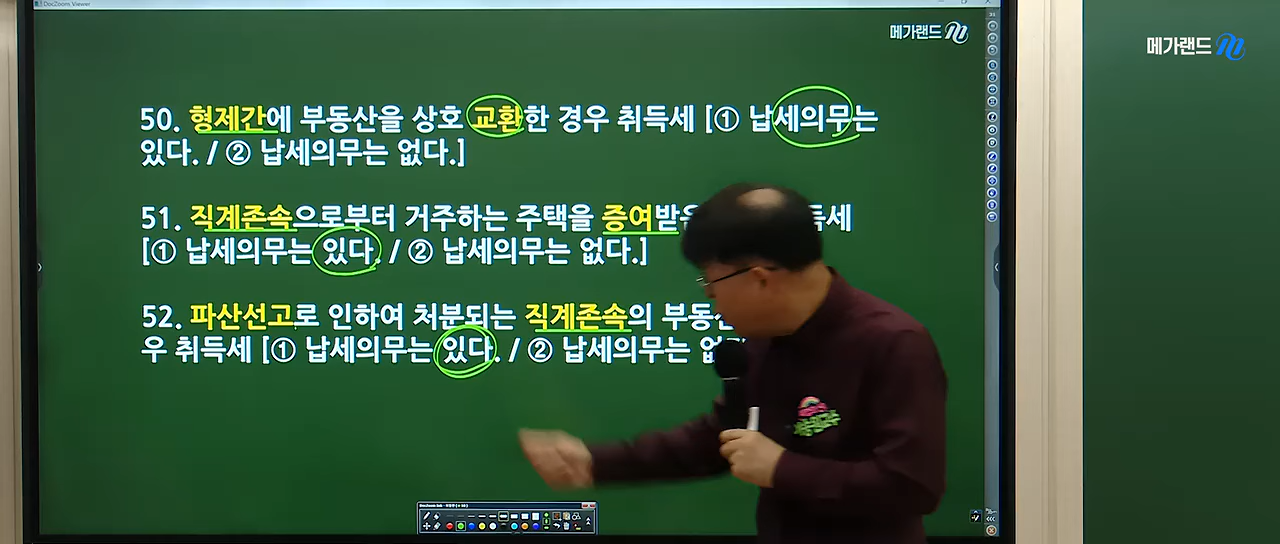 DocZoom Viewer
메가랜드
메가랜드
50. 형제간에 부동산을 상호 교환한 경우 취득세 [① 납세의무는
있다. / ② 납세의무는 없다.]
51. 직계존속으로부터 거주하는 주택을 증여받 득세
[① 납세의무는 있다. / ② 납세의무는 없다.]
52. 파산선고로 인하여 처분되는 직계존속의 부동
우 취득세 [① 납세의무는 있다. / ② 납세의무는